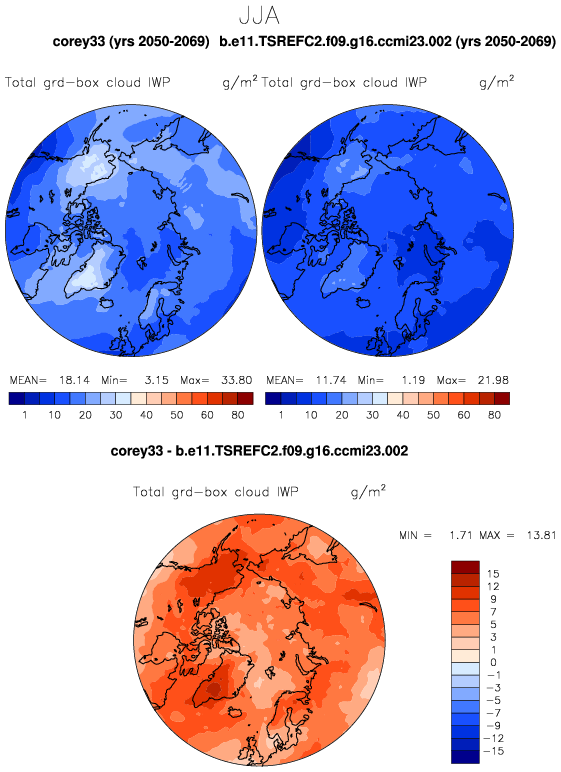 JJA
corey33 (yrs 2050-2069) b.e11.TSREFC2.f09.g16.ccmi23.002 (yrs 2050-2069)
Total grd-box cloud IWP g/m² Total grd-box cloud IWP g/m²
MEAN= 18.14 Min= 3.15 Max= 33.80 MEAN= 11.74 Min= 1.19 Max= 21.98
1 10 20 30 40 50 60 80 1 10 20 30 40 50 60 80
corey33 - b.e11.TSREFC2.f09.g16.ccmi23.002
Total grd-box cloud IWP g/m²
MIN = 1.71 MAX = 13.81
15
12
9
7
5
3
1
0
-1
-3
-5
-7
-9
-12
-15